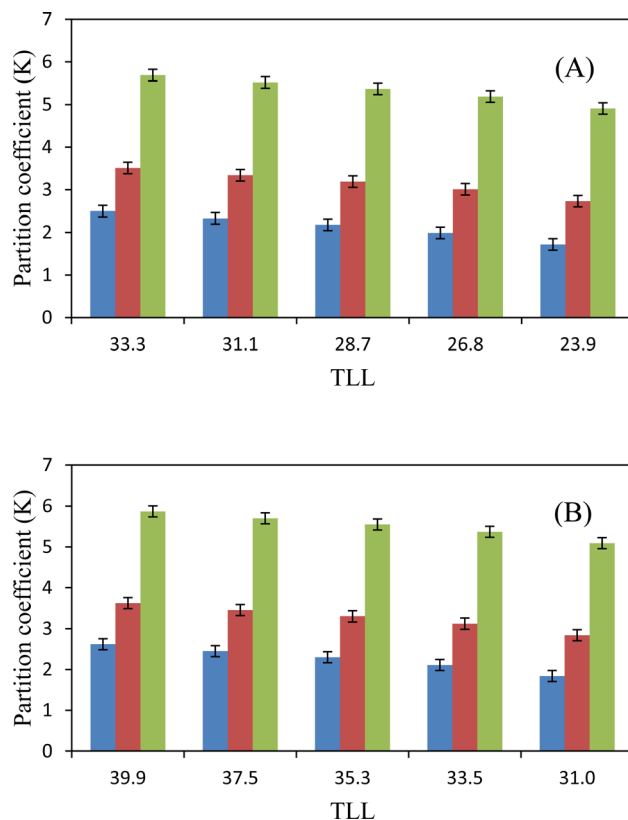 7
6
5
4
3
2
1
0
Partition coefficient (K)
(A)
33.3 31.1 28.7 26.8 23.9
TLL
7
6
5
4
3
2
1
0
Partition coefficient (K)
(B)
39.9 37.5 35.3 33.5 31.0
TLL